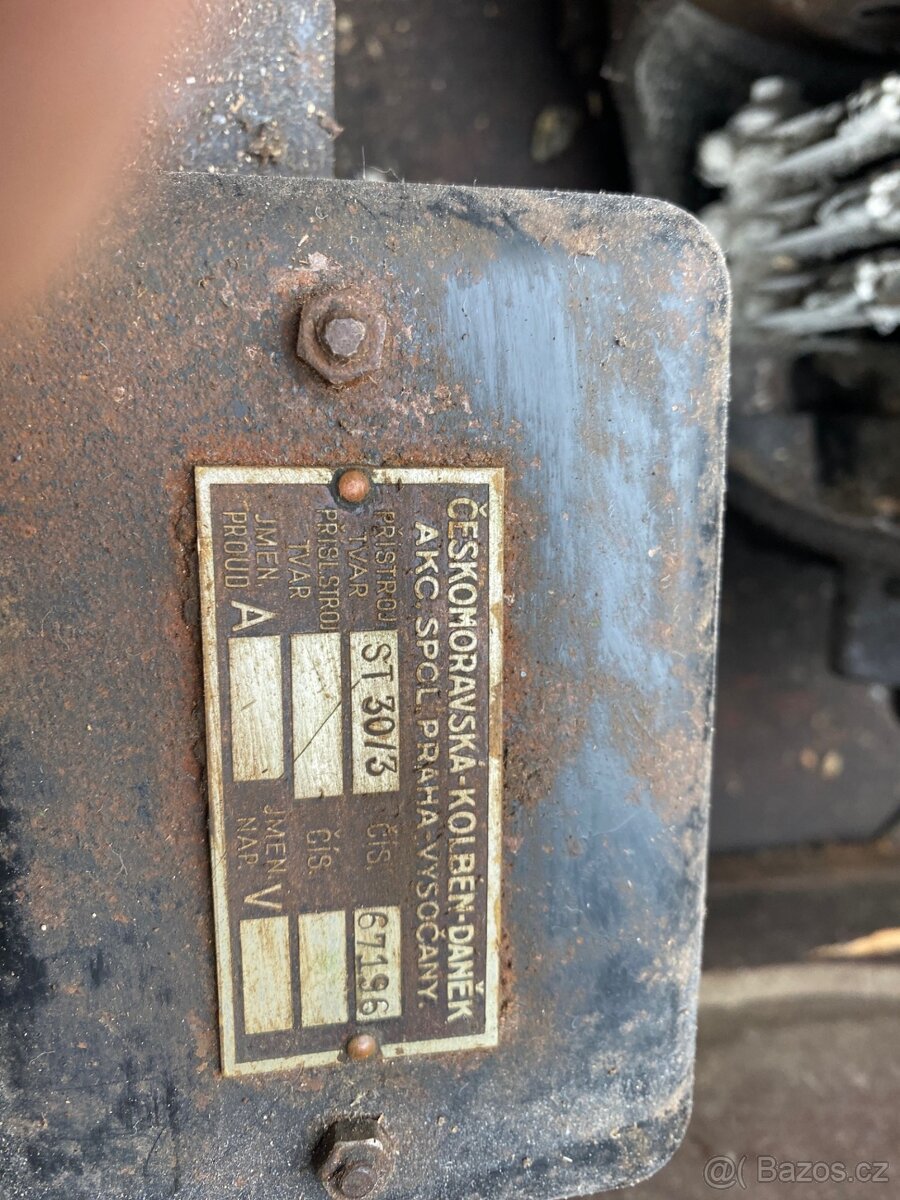 ČESKOMORAVSKÁ-KOLBEN-DANĚK
AKC. SPOL. PRAHA-VYSOČANY.
PŘÍSTROJ TVAR ST 30/3 ČÍS. 67196
PŘÍSLSTROJ TVAR ČÍS.
JMEN. PROUD A JMEN. NAP. V
@( Bazos.cz